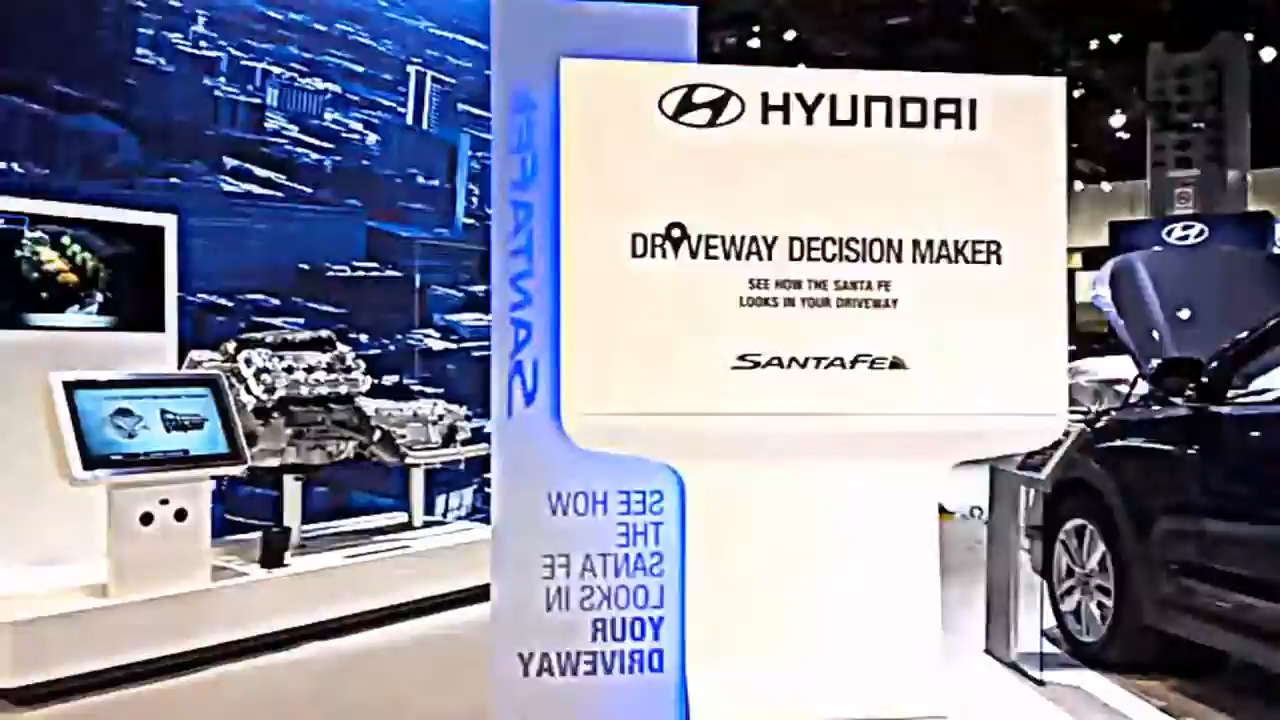 HYUNDAI
DRIVEWAY DECISION MAKER
SEE HOW THE SANTA FE
LOOKS IN YOUR DRIVEWAY
SANTA FE
SANTA FE
SEE HOW
THE
SANTA FE
LOOKS IN
YOUR
DRIVEWAY